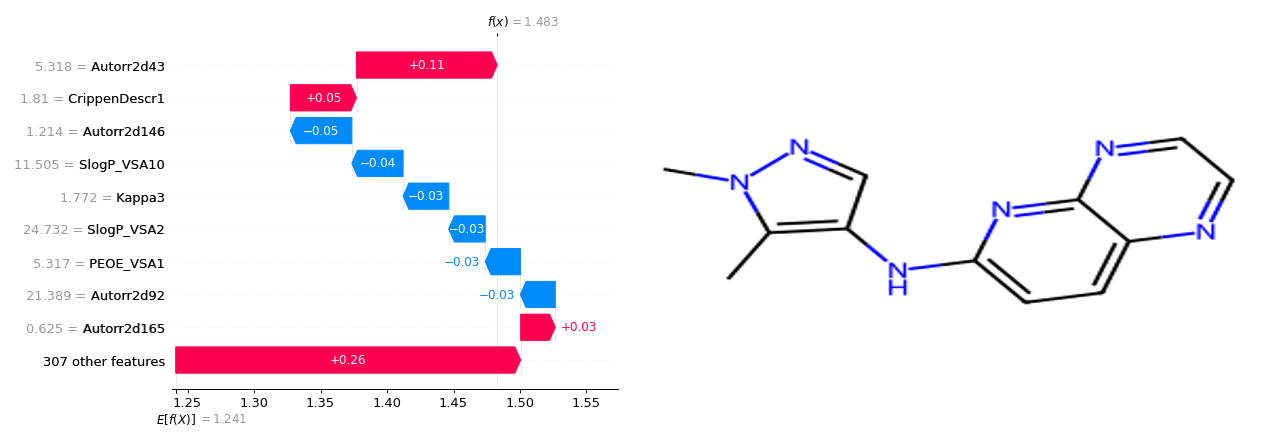 f(x) = 1.483
5.318 = Autorr2d43
+0.11
1.81 = CrippenDescr1
+0.05
1.214 = Autorr2d146
−0.05
11.505 = SlogP_VSA10
−0.04
1.772 = Kappa3
−0.03
24.732 = SlogP_VSA2
−0.03
5.317 = PEOE_VSA1
−0.03
21.389 = Autorr2d92
−0.03
0.625 = Autorr2d165
+0.03
307 other features
+0.26
1.25 1.30 1.35 1.40 1.45 1.50 1.55
E[f(X)] = 1.241
N
N
N
H
N
N
N